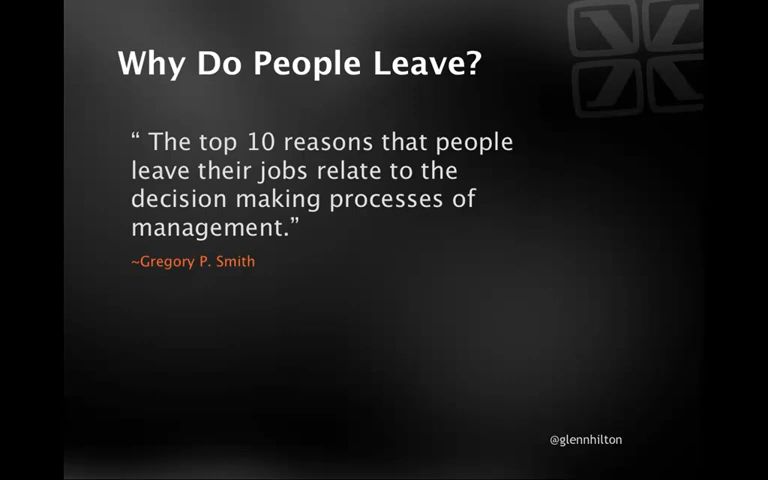 Why Do People Leave?
“ The top 10 reasons that people
leave their jobs relate to the
decision making processes of
management.”
~Gregory P. Smith
@glennhilton